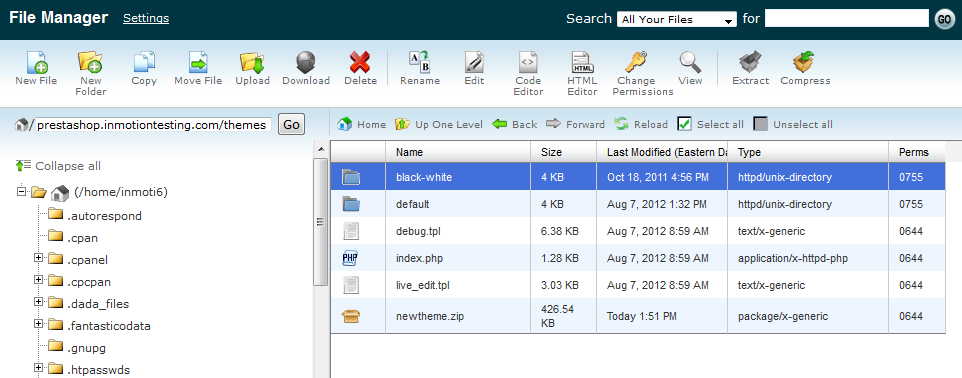 File Manager Settings Search All Your Files for GO
New File New Folder Copy Move File Upload Download Delete Rename Edit Code Editor HTML Editor Change Permissions View Extract Compress
/ prestashop.inmotiontesting.com/themes Go Home Up One Level Back Forward Reload Select all Unselect all
Collapse all
(/home/inmoti6)
.autorespond
.cpan
.cpanel
.cpcpan
.dada_files
.fantasticodata
.gnupg
.htpasswds
Name Size Last Modified (Eastern Da Type Perms
black-white 4 KB Oct 18, 2011 4:56 PM httpd/unix-directory 0755
default 4 KB Aug 7, 2012 1:32 PM httpd/unix-directory 0755
debug.tpl 6.38 KB Aug 7, 2012 8:59 AM text/x-generic 0644
PHP index.php 1.28 KB Aug 7, 2012 8:59 AM application/x-httpd-php 0644
live_edit.tpl 3.03 KB Aug 7, 2012 8:59 AM text/x-generic 0644
newtheme.zip 426.54 KB Today 1:51 PM package/x-generic 0644